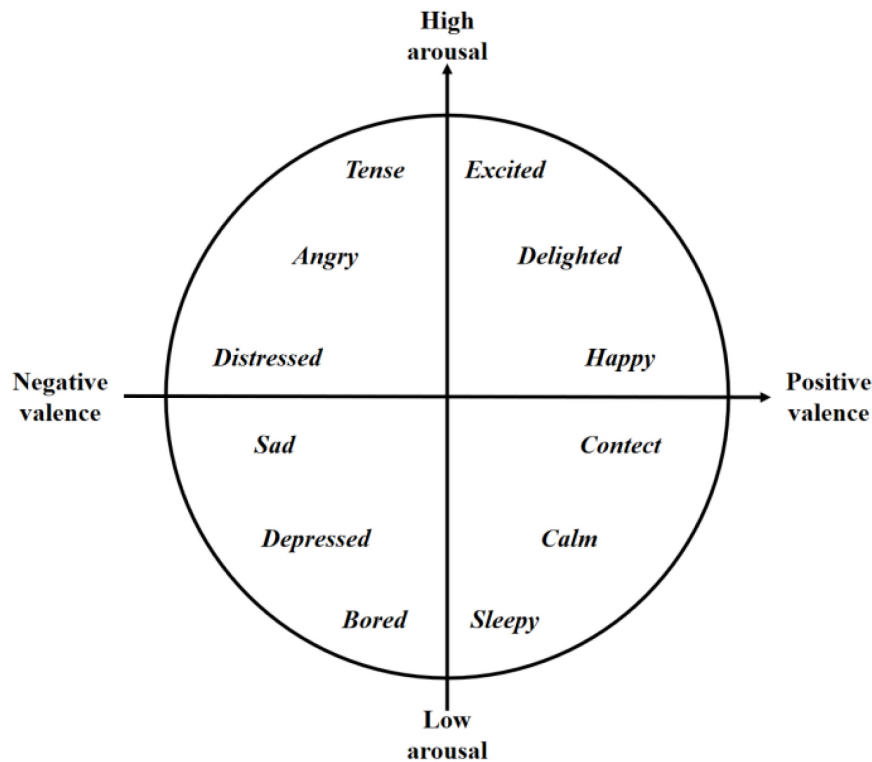 High
arousal
Tense
Excited
Angry
Delighted
Distressed
Happy
Negative
valence
Positive
valence
Sad
Contect
Depressed
Calm
Bored
Sleepy
Low
arousal